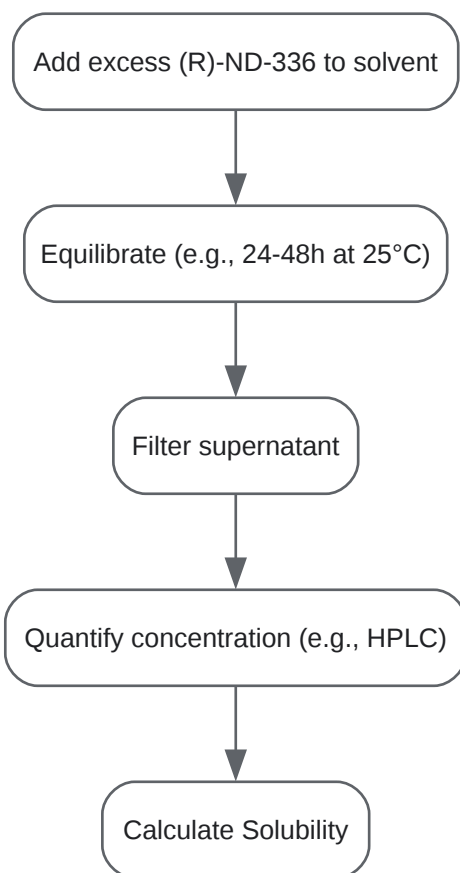 Add excess (R)-ND-336 to solvent
Equilibrate (e.g., 24-48h at 25°C)
Filter supernatant
Quantify concentration (e.g., HPLC)
Calculate Solubility